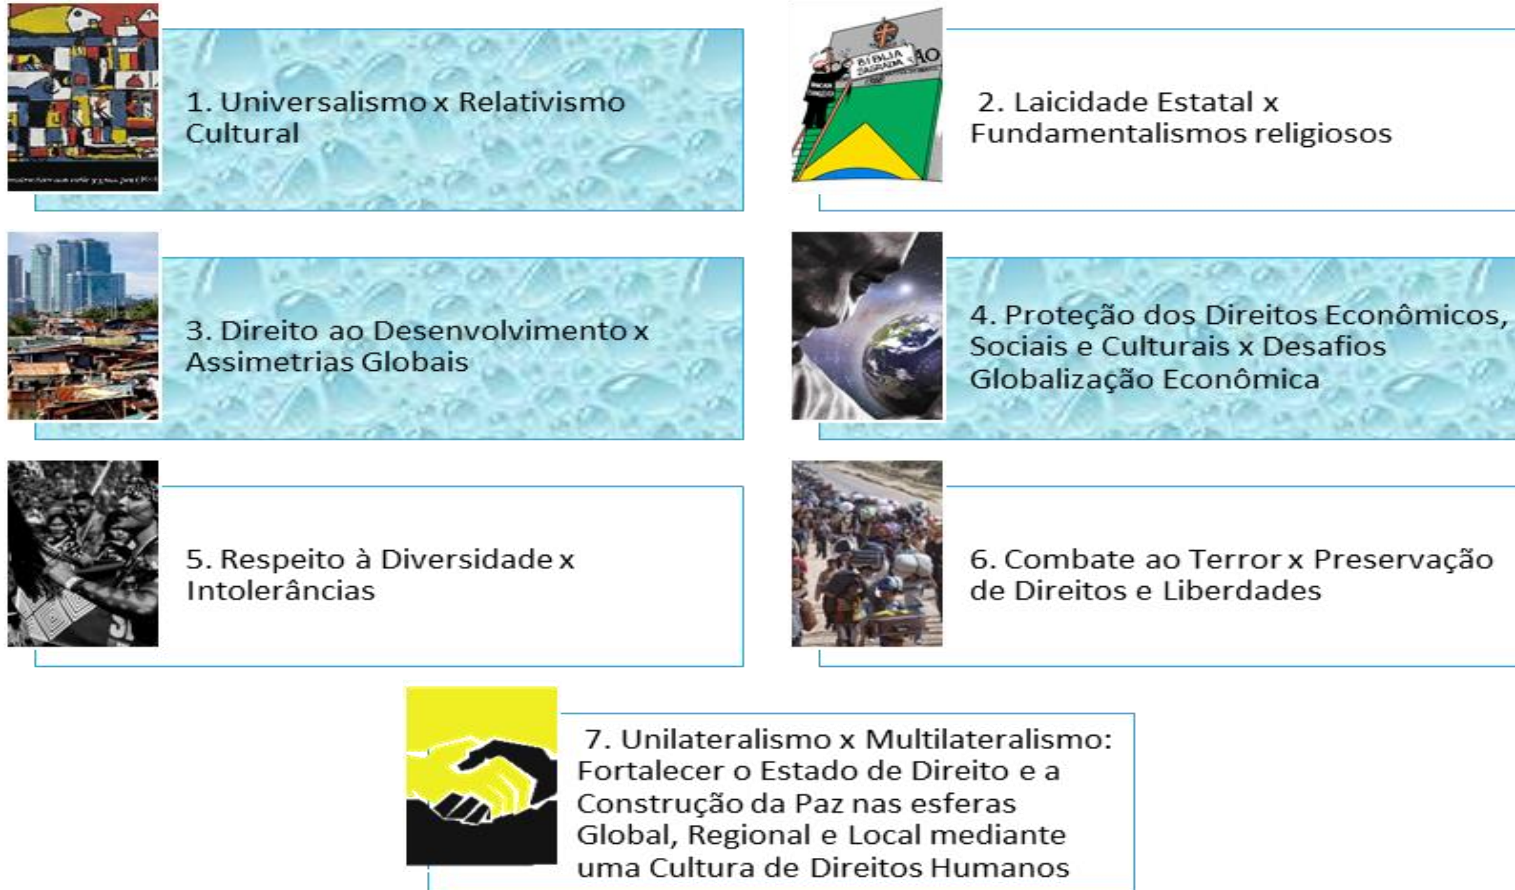 1. Universalismo x Relativismo
Cultural
BÍBLIA
SAGRADA
ÃO
2. Laicidade Estatal x
Fundamentalismos religiosos
3. Direito ao Desenvolvimento x
Assimetrias Globais
4. Proteção dos Direitos Econômicos,
Sociais e Culturais x Desafios
Globalização Econômica
5. Respeito à Diversidade x
Intolerâncias
6. Combate ao Terror x Preservação
de Direitos e Liberdades
7. Unilateralismo x Multilateralismo:
Fortalecer o Estado de Direito e a
Construção da Paz nas esferas
Global, Regional e Local mediante
uma Cultura de Direitos Humanos